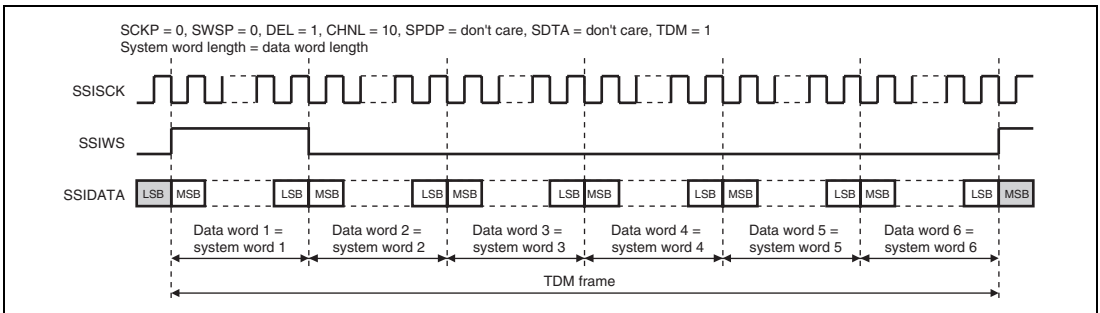 SCKP = 0, SWSP = 0, DEL = 1, CHNL = 10, SPDP = don't care, SDTA = don't care, TDM = 1
System word length = data word length
SSISCK
SSIWS
SSIDATA LSB MSB LSB MSB LSB MSB LSB MSB LSB MSB LSB MSB LSB MSB
Data word 1 = Data word 2 = Data word 3 = Data word 4 = Data word 5 = Data word 6 =
system word 1 system word 2 system word 3 system word 4 system word 5 system word 6
TDM frame